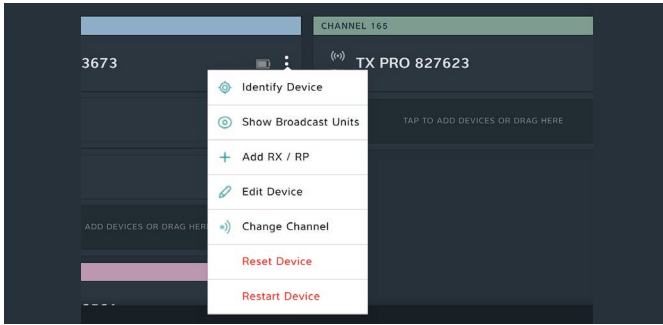 CHANNEL 165
3673
TX PRO 827623
Identify Device
Show Broadcast Units
TAP TO ADD DEVICES OR DRAG HERE
Add RX / RP
Edit Device
ADD DEVICES OR DRAG HER
Change Channel
Reset Device
Restart Device